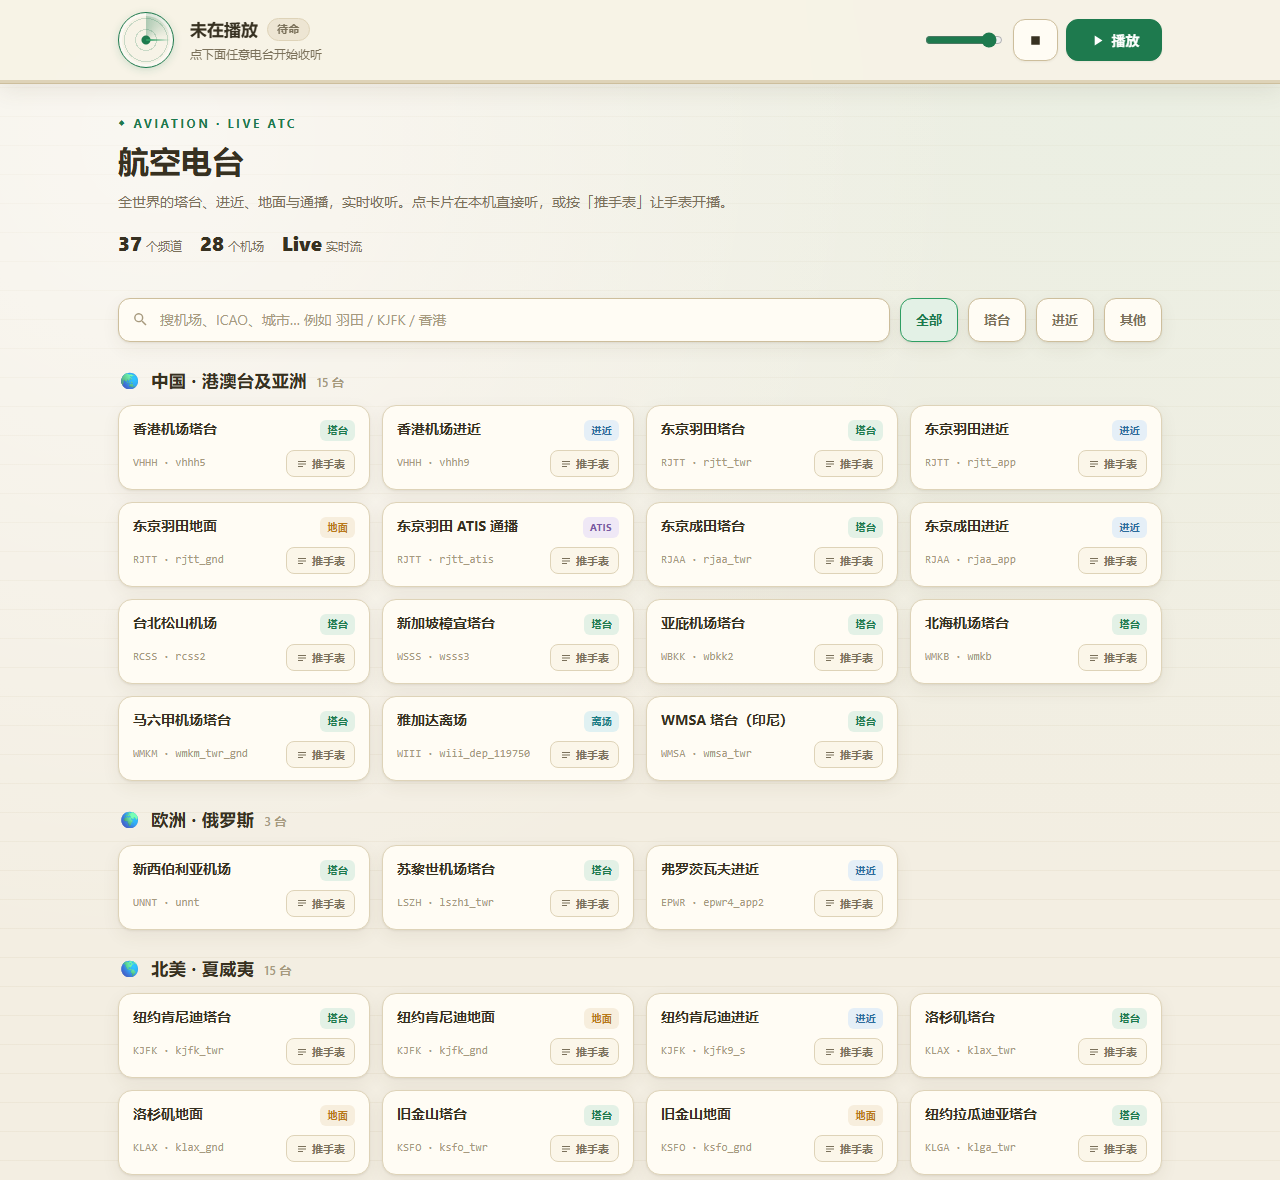 未在播放 待命
点下面任意电台开始收听
播放
AVIATION · LIVE ATC
航空电台
全世界的塔台、进近、地面与通播，实时收听。点卡片在本机直接听，或按「推手表」让手表开播。
37 个频道 28 个机场 Live 实时流
搜机场、ICAO、城市… 例如 羽田 / KJFK / 香港
全部 塔台 进近 其他
中国 · 港澳台及亚洲 15 台
香港机场塔台 塔台
VHHH · vhhh5 推手表
香港机场进近 进近
VHHH · vhhh9 推手表
东京羽田塔台 塔台
RJTT · rjtt_twr 推手表
东京羽田进近 进近
RJTT · rjtt_app 推手表
东京羽田地面 地面
RJTT · rjtt_gnd 推手表
东京羽田 ATIS 通播 ATIS
RJTT · rjtt_atis 推手表
东京成田塔台 塔台
RJAA · rjaa_twr 推手表
东京成田进近 进近
RJAA · rjaa_app 推手表
台北松山机场 塔台
RCSS · rcss2 推手表
新加坡樟宜塔台 塔台
WSSS · wsss3 推手表
亚庇机场塔台 塔台
WBKK · wbkk2 推手表
北海机场塔台 塔台
WMKB · wmkb 推手表
马六甲机场塔台 塔台
WMKM · wmkm_twr_gnd 推手表
雅加达离场 离场
WIII · wiii_dep_119750 推手表
WMSA 塔台（印尼） 塔台
WMSA · wmsa_twr 推手表
欧洲 · 俄罗斯 3 台
新西伯利亚机场 塔台
UNNT · unnt 推手表
苏黎世机场塔台 塔台
LSZH · lszh1_twr 推手表
弗罗茨瓦夫进近 进近
EPWR · epwr4_app2 推手表
北美 · 夏威夷 15 台
纽约肯尼迪塔台 塔台
KJFK · kjfk_twr 推手表
纽约肯尼迪地面 地面
KJFK · kjfk_gnd 推手表
纽约肯尼迪进近 进近
KJFK · kjfk9_s 推手表
洛杉矶塔台 塔台
KLAX · klax_twr 推手表
洛杉矶地面 地面
KLAX · klax_gnd 推手表
旧金山塔台 塔台
KSFO · ksfo_twr 推手表
旧金山地面 地面
KSFO · ksfo_gnd 推手表
纽约拉瓜迪亚塔台 塔台
KLGA · klga_twr 推手表